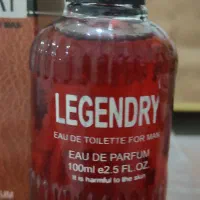 LEGENDRY
EAU DE TOILETTE FOR MAN
EAU DE PARFUM
100ml e2.5 FL.OZ.
it is harmful to the skin